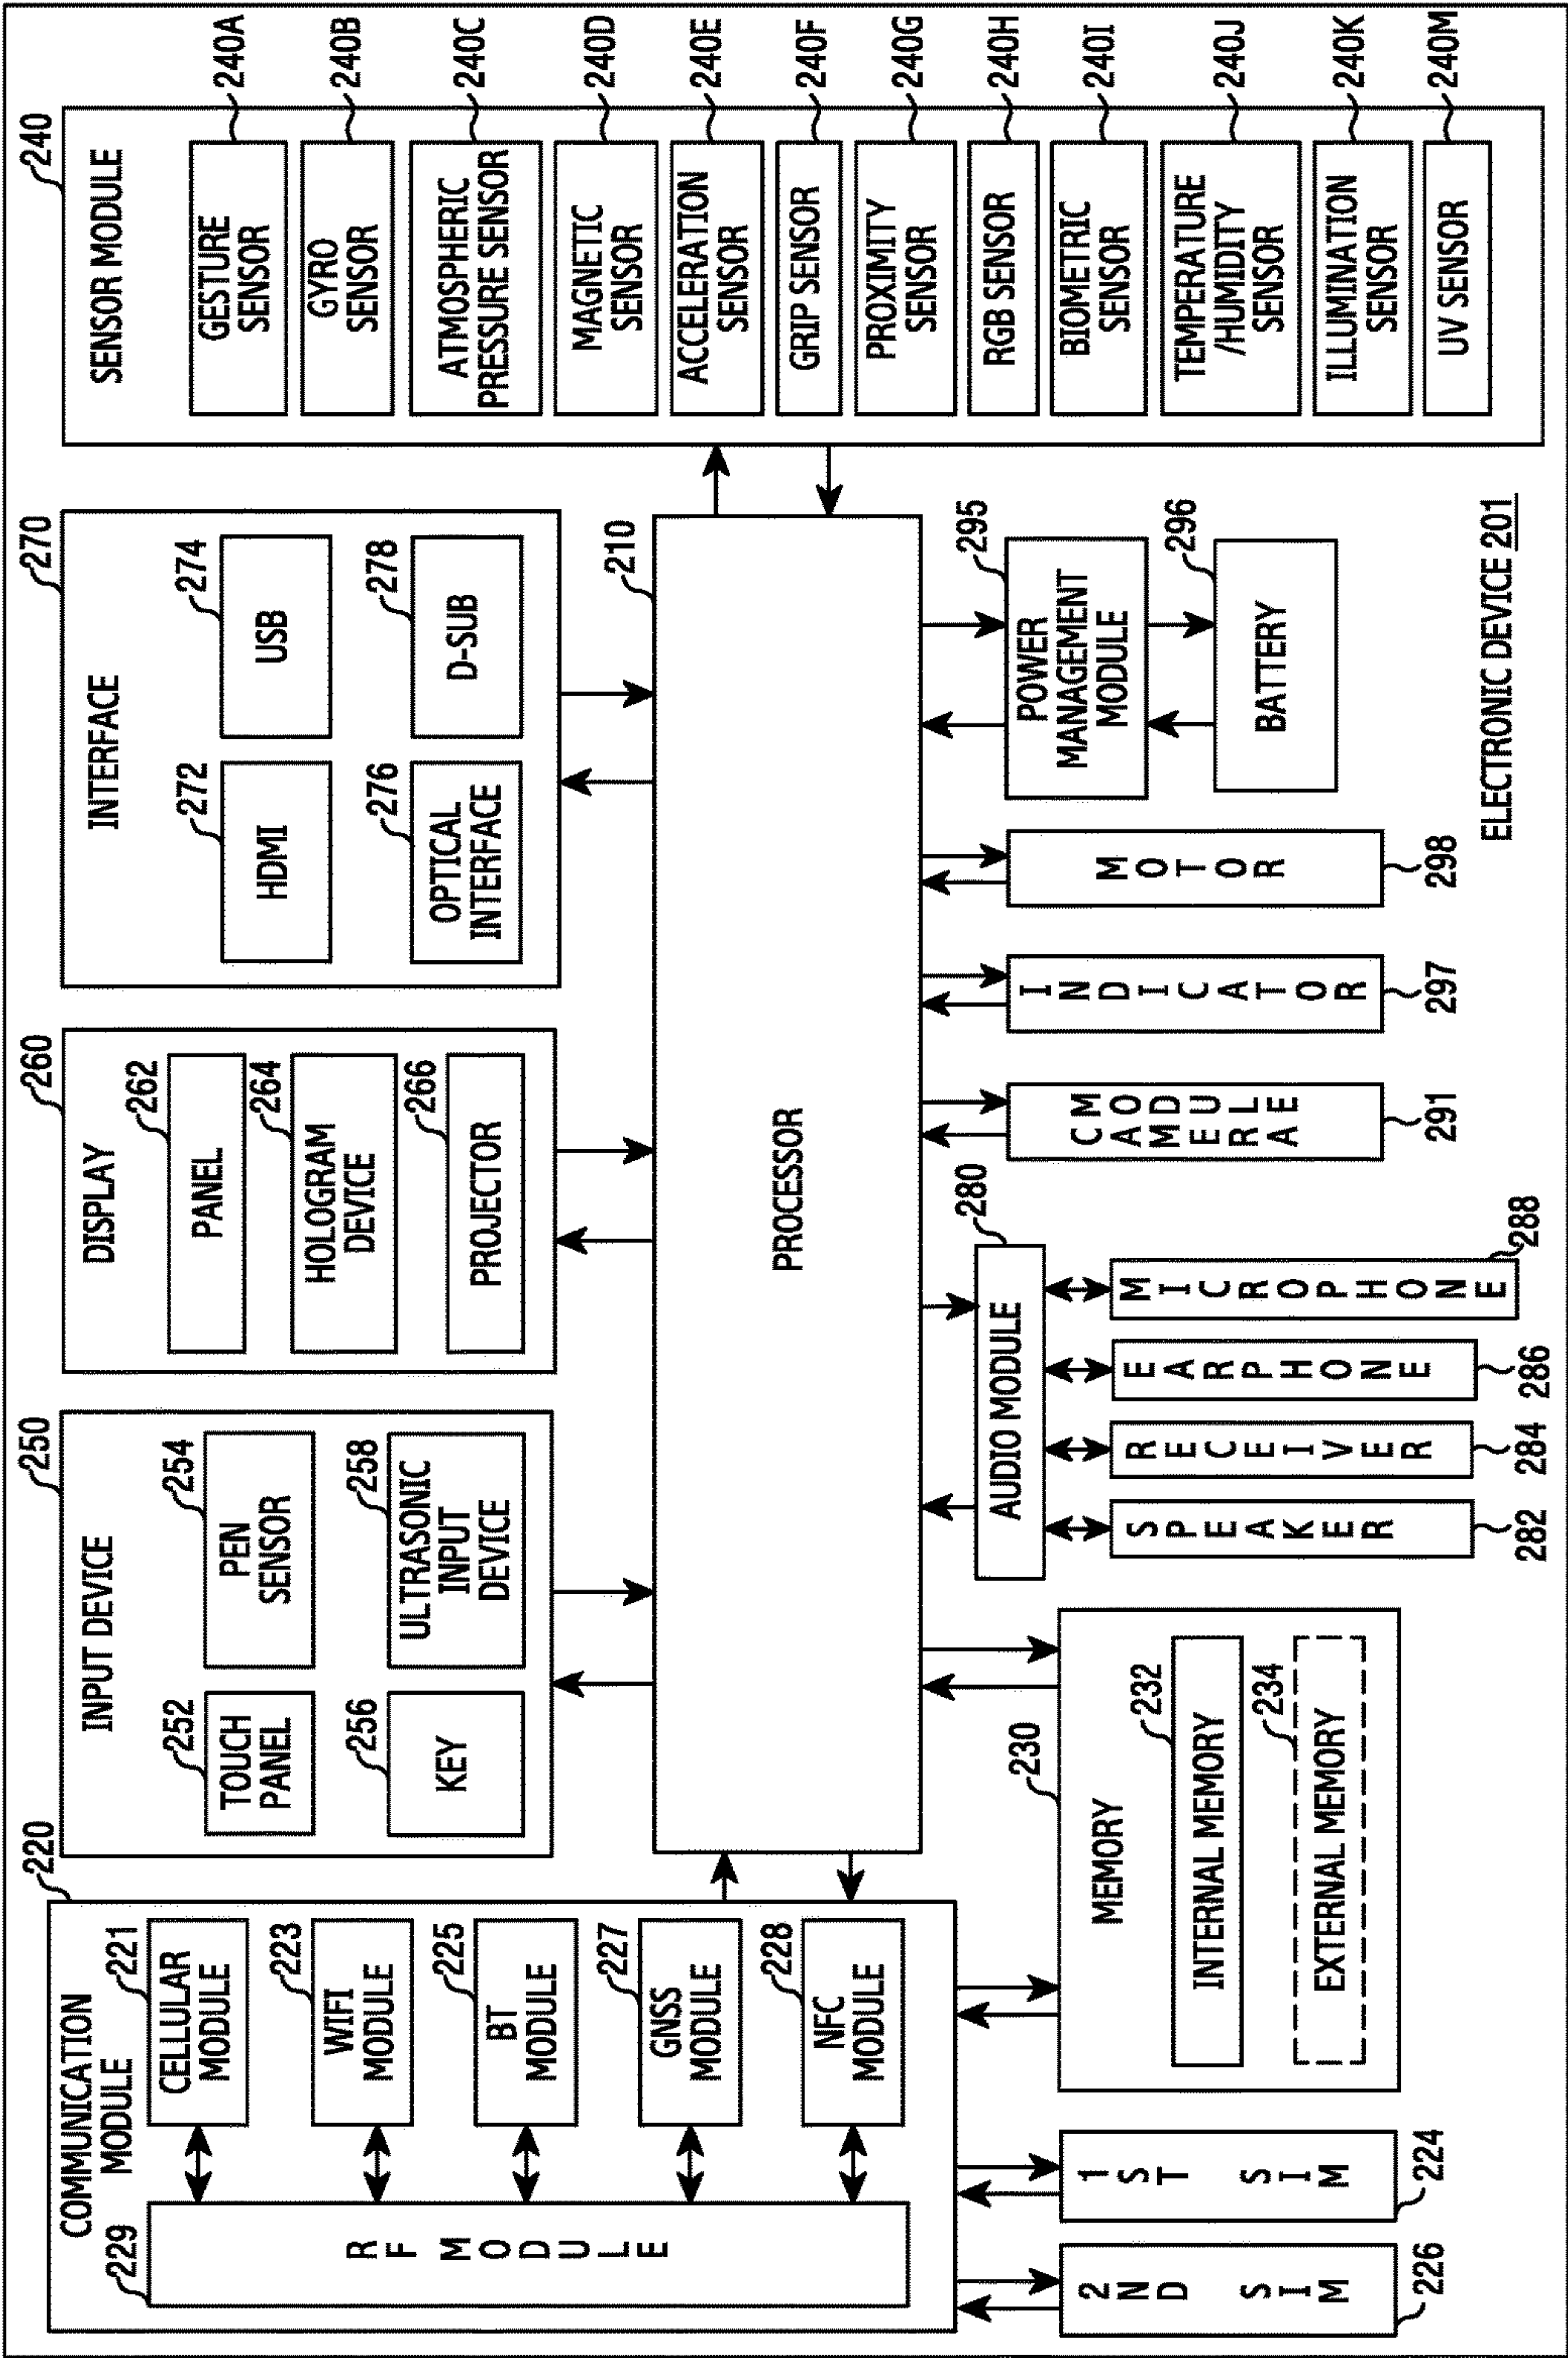 COMMUNICATION
MODULE
220
229
RF MODULE
CELLULAR
MODULE
221
WIFI
MODULE
223
BT
MODULE
225
GNSS
MODULE
227
NFC
MODULE
228
INPUT DEVICE
250
TOUCH
PANEL
252
PEN
SENSOR
254
KEY
256
ULTRASONIC
INPUT
DEVICE
258
DISPLAY
260
PANEL
262
HOLOGRAM
DEVICE
264
PROJECTOR
266
INTERFACE
270
HDMI
272
USB
274
OPTICAL
INTERFACE
276
D-SUB
278
SENSOR MODULE
240
GESTURE
SENSOR
240A
GYRO
SENSOR
240B
ATMOSPHERIC
PRESSURE SENSOR
240C
MAGNETIC
SENSOR
240D
ACCELERATION
SENSOR
240E
GRIP SENSOR
240F
PROXIMITY
SENSOR
240G
RGB SENSOR
240H
BIOMETRIC
SENSOR
240I
TEMPERATURE
/HUMIDITY
SENSOR
240J
ILLUMINATION
SENSOR
240K
UV SENSOR
240M
PROCESSOR
210
2ND SIM
226
1ST SIM
224
MEMORY
230
INTERNAL MEMORY
232
EXTERNAL MEMORY
234
AUDIO MODULE
280
SPEAKER
282
RECEIVER
284
EARPHONE
286
MICROPHONE
288
CAMERA
MODULE
291
INDICATOR
297
MOTOR
298
POWER
MANAGEMENT
MODULE
295
BATTERY
296
ELECTRONIC DEVICE 201